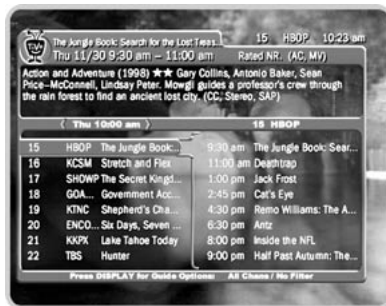 TiVo
The Jungle Book: Search for the Lost Treas... 15 HBOP 10:23 am
Thu 11/30 9:30 am – 11:00 am Rated NR. (AC, MV)
Action and Adventure (1998) ★★ Gary Collins, Antonio Baker, Sean
Price-McConnell, Lindsay Peter. Mowgli guides a professor's crew through
the rain forest to find an ancient lost city. (CC, Stereo, SAP)
Thu 10:00 am 15 HBOP
15 HBOP The Jungle Book:... 9:30 am The Jungle Book: Sear...
16 KCSM Stretch and Flex 11:00 am Deathtrap
17 SHOWP The Secret Kingd... 1:00 pm Jack Frost
18 GOA... Government Acc... 2:45 pm Cat's Eye
19 KTNC Shepherd's Cha... 4:30 pm Remo Williams: The A...
20 ENCO... Six Days, Seven ... 6:30 pm Antz
21 KKPX Lake Tahoe Today 8:00 pm Inside the NFL
22 TBS Hunter 9:00 pm Half Past Autumn: The...
Press DISPLAY for Guide Options: All Chans / No Filter